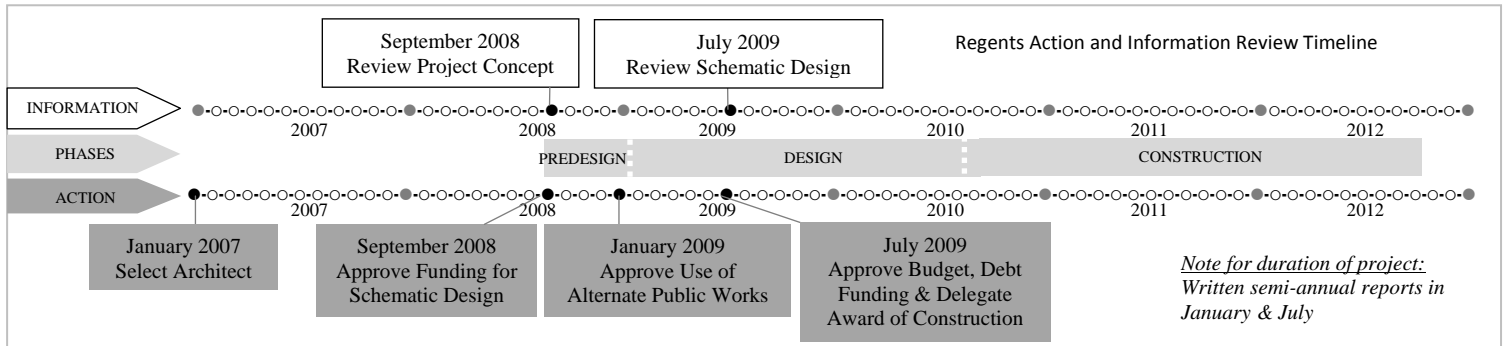 September 2008
Review Project Concept
July 2009
Review Schematic Design
Regents Action and Information Review Timeline
INFORMATION
2007
2008
2009
2010
2011
2012
PHASES
PREDESIGN
DESIGN
CONSTRUCTION
ACTION
2007
2008
2009
2010
2011
2012
January 2007
Select Architect
September 2008
Approve Funding for
Schematic Design
January 2009
Approve Use of
Alternate Public Works
July 2009
Approve Budget, Debt
Funding & Delegate
Award of Construction
Note for duration of project:
Written semi-annual reports in
January & July